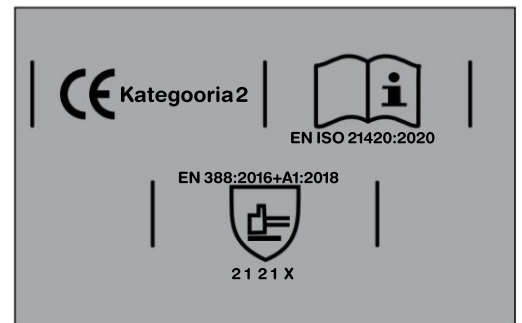 CE Kategooria 2
i
EN ISO 21420:2020
EN 388:2016+A1:2018
2 1 2 1 X